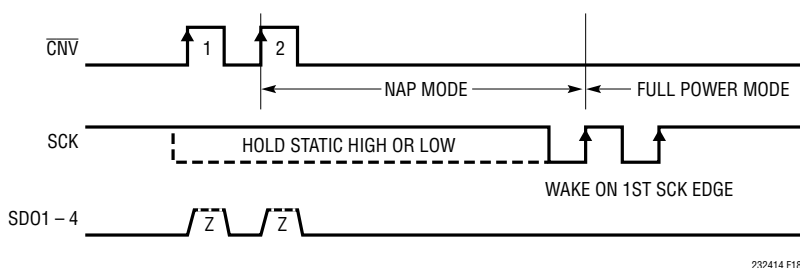 CNV
1 2
NAP MODE FULL POWER MODE
SCK
HOLD STATIC HIGH OR LOW
WAKE ON 1ST SCK EDGE
SDO1 – 4
Z Z
232414 F18